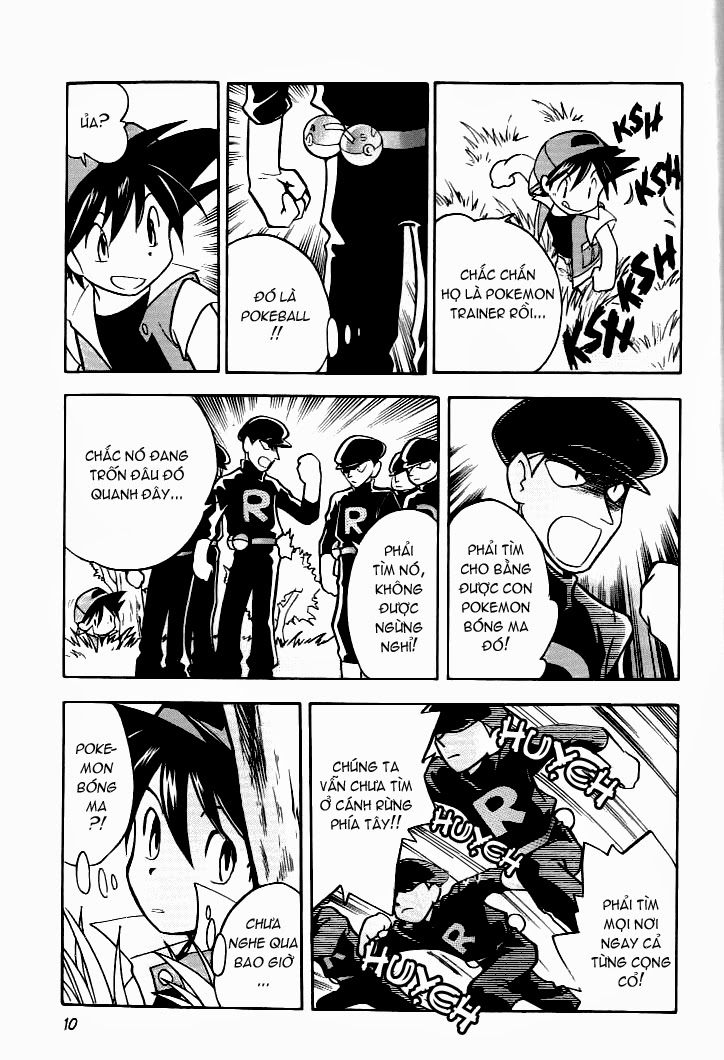 KSH
KSH
KSH
KSH
KSH
CHẮC CHẮN
HỌ LÀ POKEMON
TRAINER RỒI...
ĐÓ LÀ
POKEBALL
!!
ỦA?
PHẢI TÌM
CHO BẰNG
ĐƯỢC CON
POKEMON
BÓNG MA
ĐÓ!
R
R
PHẢI
TÌM NÓ,
KHÔNG
ĐƯỢC
NGỪNG
NGHỈ!
CHẮC NÓ ĐANG
TRỐN ĐÂU ĐÓ
QUANH ĐÂY...
HUỴCH
HUỴCH
HUỴCH
R
R
PHẢI TÌM
MỌI NƠI
NGAY CẢ
TỪNG CỌNG
CỎ!
CHÚNG TA
VẪN CHƯA TÌM
Ở CÁNH RỪNG
PHÍA TÂY!!
POKE-
MON
BÓNG
MA
?!
CHƯA
NGHE QUA
BAO GIỜ
...
10